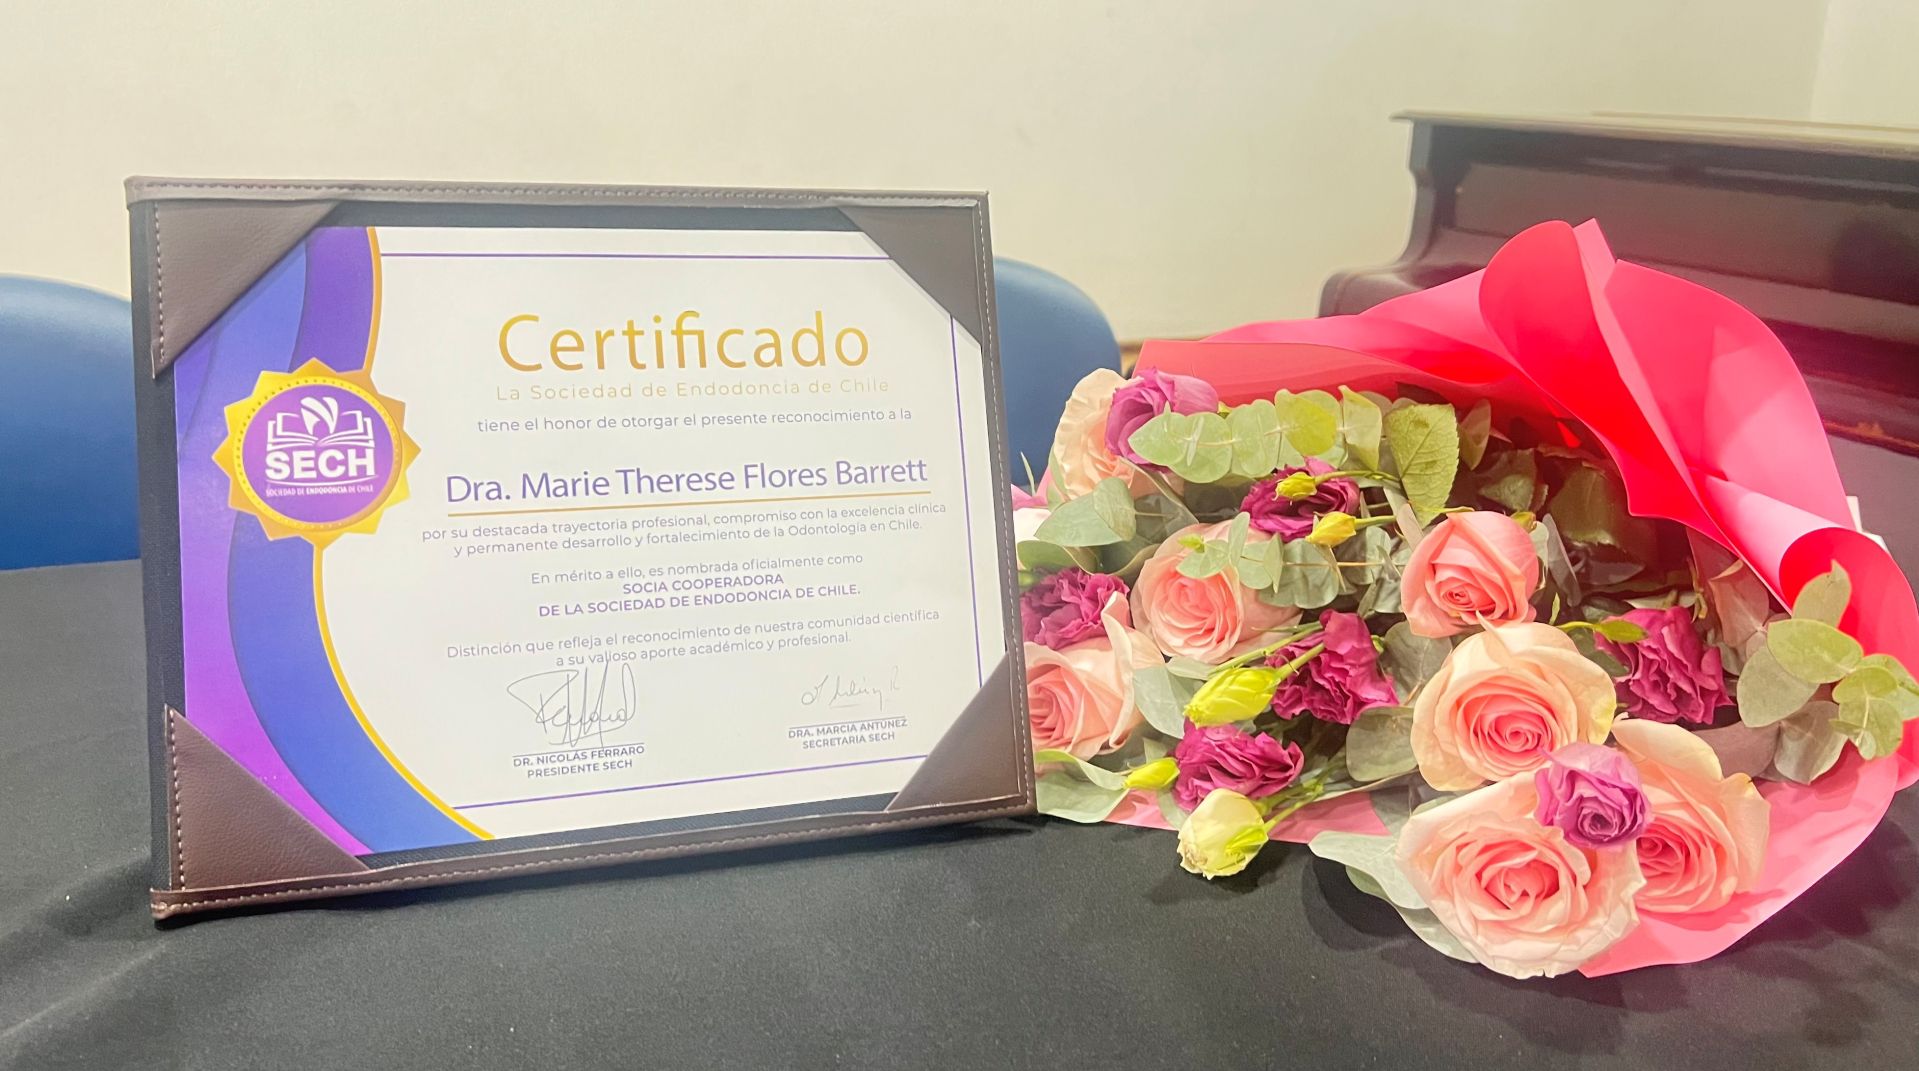 Certificado
La Sociedad de Endodoncia de Chile
tiene el honor de otorgar el presente reconocimiento a la
Dra. Marie Therese Flores Barrett
por su destacada trayectoria profesional, compromiso con la excelencia clínica
y permanente desarrollo y fortalecimiento de la Odontología en Chile.
En mérito a ello, es nombrada oficialmente como
SOCIA COOPERADORA
DE LA SOCIEDAD DE ENDODONCIA DE CHILE.
Distinción que refleja el reconocimiento de nuestra comunidad científica
a su valioso aporte académico y profesional.
DR. NICOLÁS FERRARO
PRESIDENTE SECH
DRA. MARCIA ANTÚNEZ
SECRETARIA SECH
SECH
SOCIEDAD DE ENDODONCIA DE CHILE